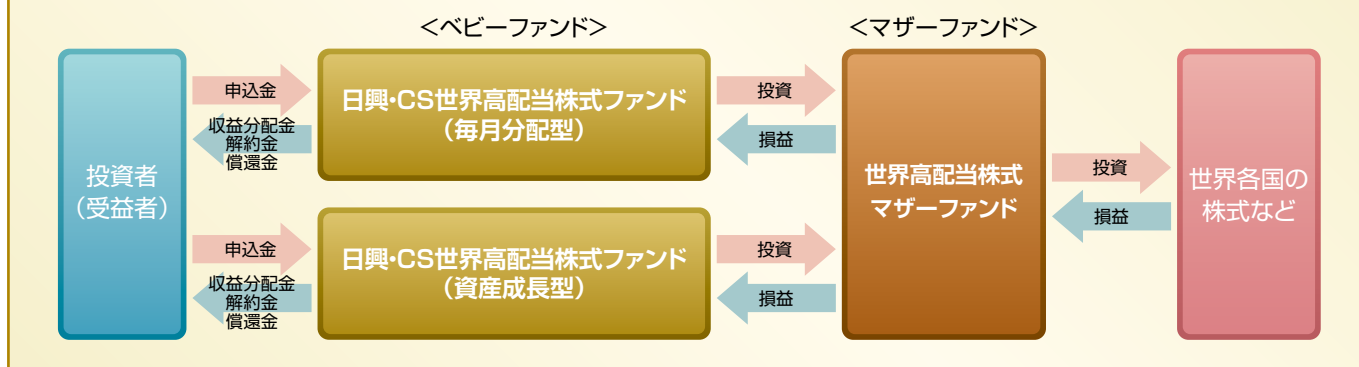 ＜ベビーファンド＞
＜マザーファンド＞
投資者
（受益者）
申込金
収益分配金
解約金
償還金
日興・CS世界高配当株式ファンド
（毎月分配型）
投資
損益
申込金
収益分配金
解約金
償還金
日興・CS世界高配当株式ファンド
（資産成長型）
投資
損益
世界高配当株式
マザーファンド
投資
損益
世界各国の
株式など